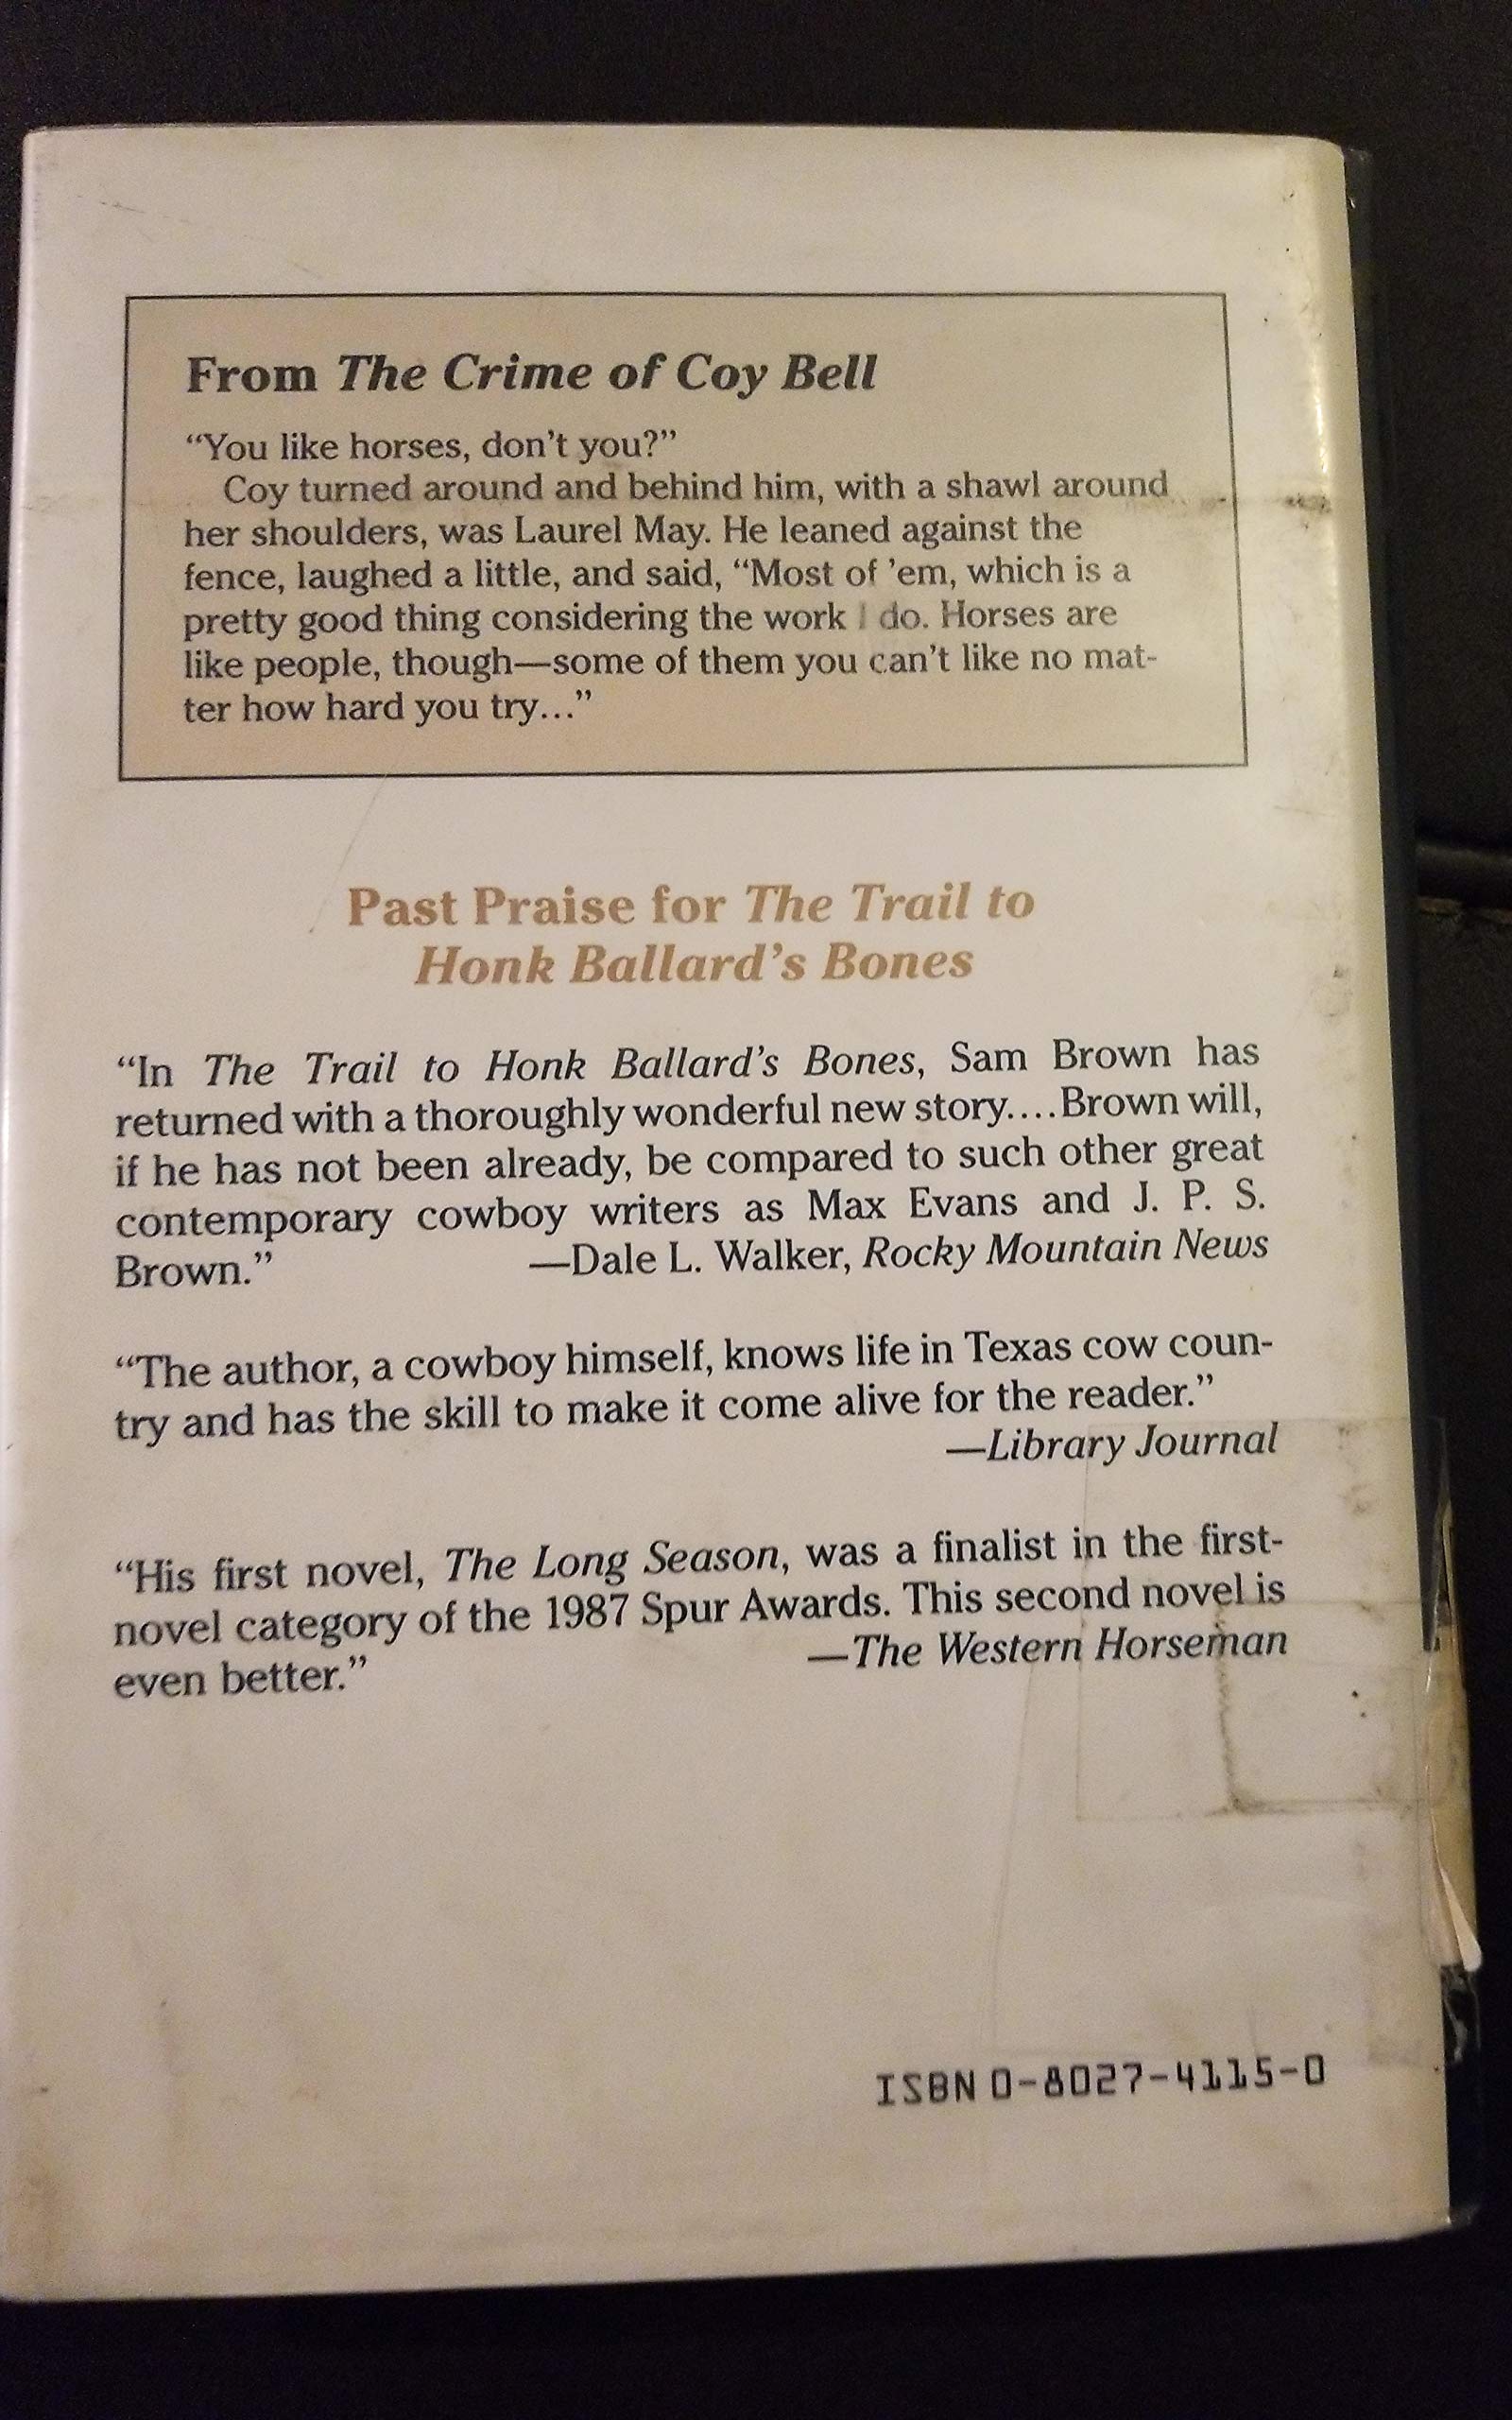 From The Crime of Coy Bell
“You like horses, don’t you?”
Coy turned around and behind him, with a shawl around
her shoulders, was Laurel May. He leaned against the
fence, laughed a little, and said, “Most of ’em, which is a
pretty good thing considering the work I do. Horses are
like people, though—some of them you can’t like no mat-
ter how hard you try...”
Past Praise for The Trail to
Honk Ballard’s Bones
“In The Trail to Honk Ballard’s Bones, Sam Brown has
returned with a thoroughly wonderful new story....Brown will,
if he has not been already, be compared to such other great
contemporary cowboy writers as Max Evans and J. P. S.
Brown.” —Dale L. Walker, Rocky Mountain News
“The author, a cowboy himself, knows life in Texas cow coun-
try and has the skill to make it come alive for the reader.”
—Library Journal
“His first novel, The Long Season, was a finalist in the first-
novel category of the 1987 Spur Awards. This second novel is
even better.” —The Western Horseman
ISBN 0-8027-4115-0